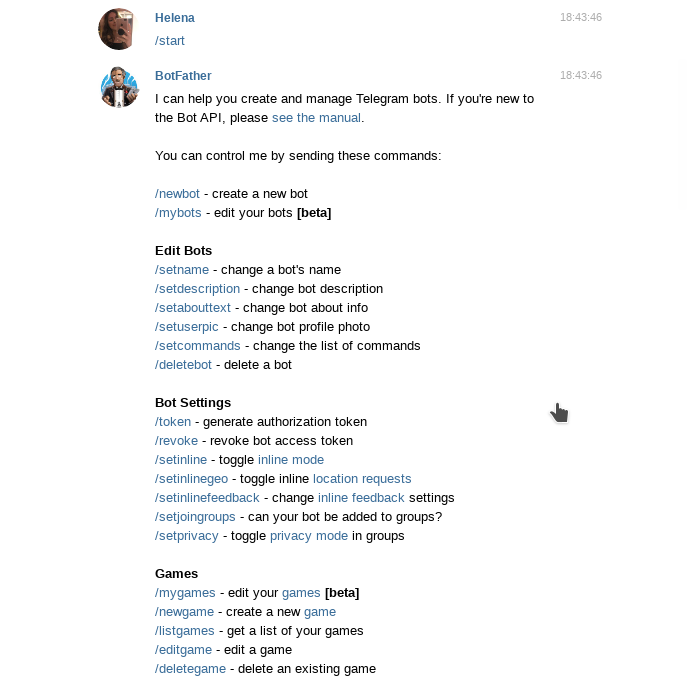 Helena 18:43:46
/start
BotFather 18:43:46
I can help you create and manage Telegram bots. If you're new to
the Bot API, please see the manual.
You can control me by sending these commands:
/newbot - create a new bot
/mybots - edit your bots [beta]
Edit Bots
/setname - change a bot's name
/setdescription - change bot description
/setabouttext - change bot about info
/setuserpic - change bot profile photo
/setcommands - change the list of commands
/deletebot - delete a bot
Bot Settings
/token - generate authorization token
/revoke - revoke bot access token
/setinline - toggle inline mode
/setinlinegeo - toggle inline location requests
/setinlinefeedback - change inline feedback settings
/setjoingroups - can your bot be added to groups?
/setprivacy - toggle privacy mode in groups
Games
/mygames - edit your games [beta]
/newgame - create a new game
/listgames - get a list of your games
/editgame - edit a game
/deletegame - delete an existing game